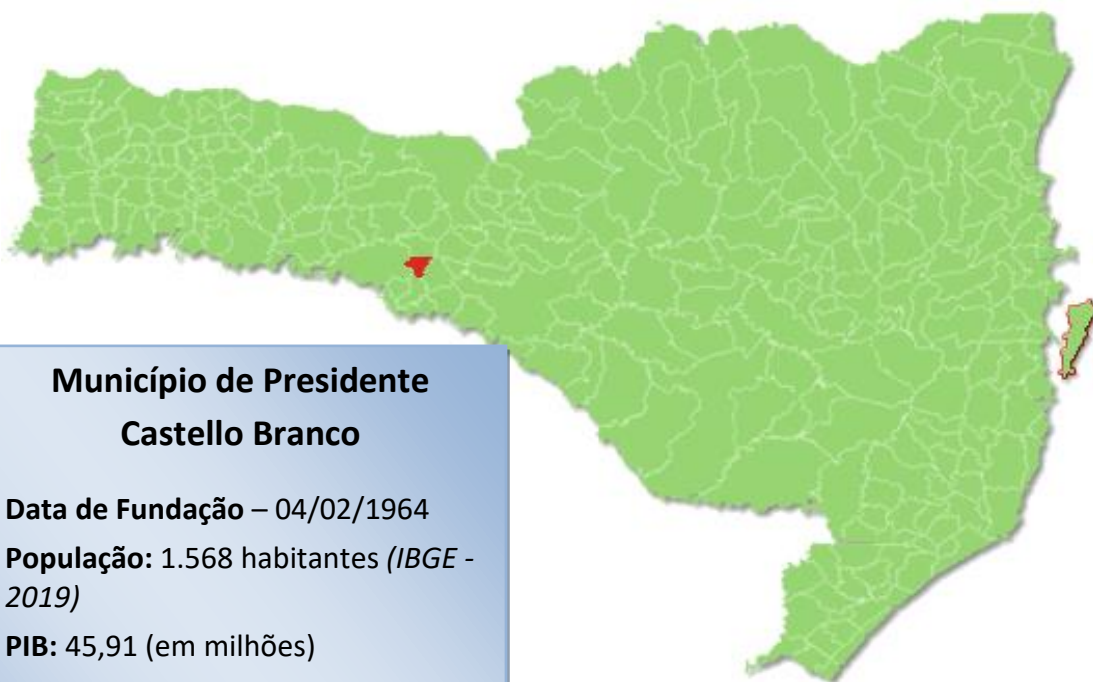 Município de Presidente
Castello Branco
Data de Fundação – 04/02/1964
População: 1.568 habitantes (IBGE -
2019)
PIB: 45,91 (em milhões)